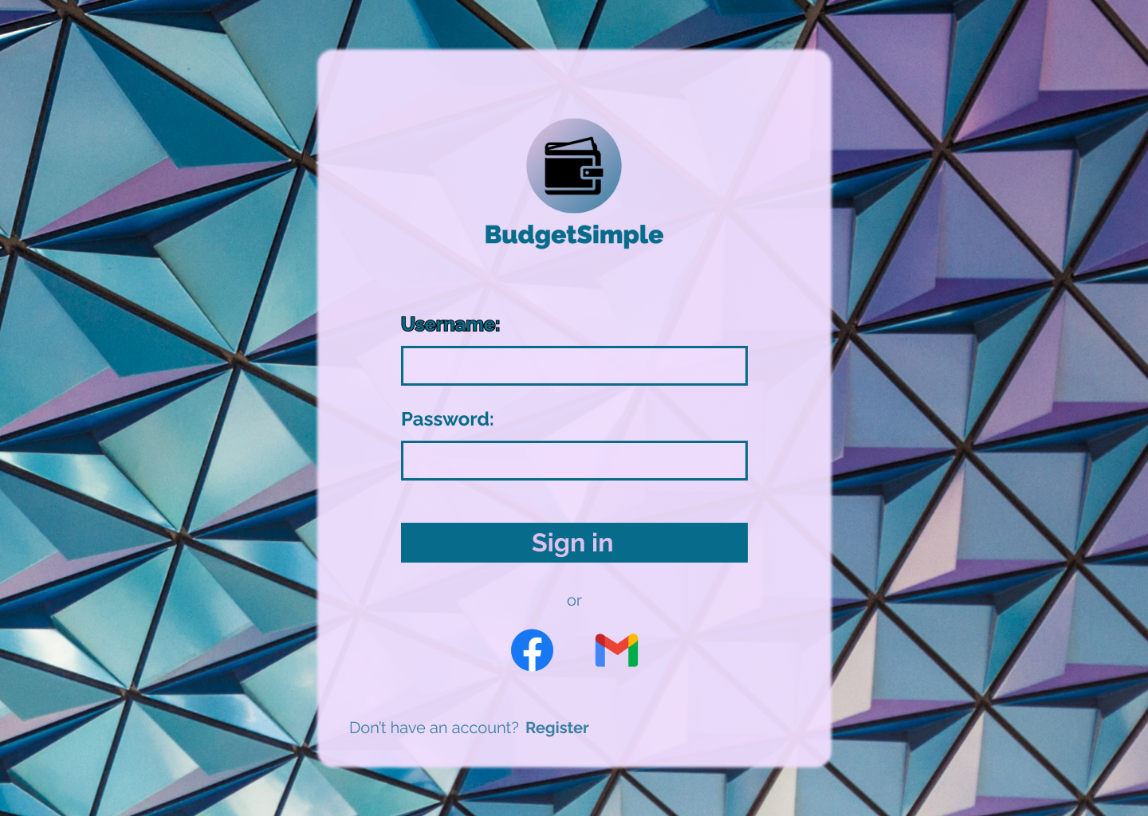 BudgetSimple
Username:
Password:
Sign in
or
Don't have an account? Register